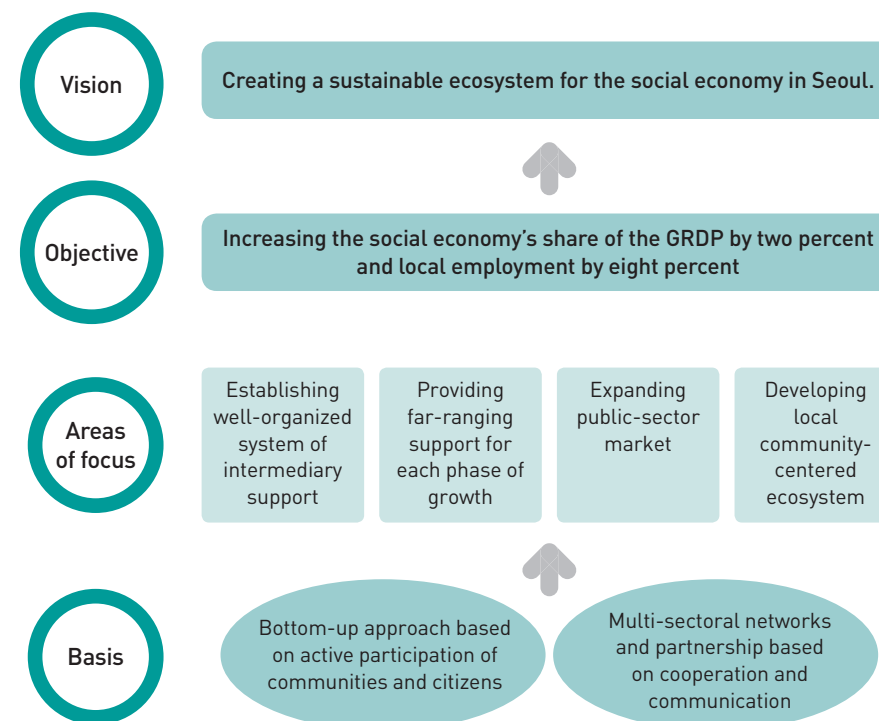 Vision
Creating a sustainable ecosystem for the social economy in Seoul.
Objective
Increasing the social economy's share of the GRDP by two percent
and local employment by eight percent
Areas
of focus
Establishing
well-organized
system of
intermediary
support
Providing
far-ranging
support for
each phase of
growth
Expanding
public-sector
market
Developing
local
community-
centered
ecosystem
Basis
Bottom-up approach based
on active participation of
communities and citizens
Multi-sectoral networks
and partnership based
on cooperation and
communication